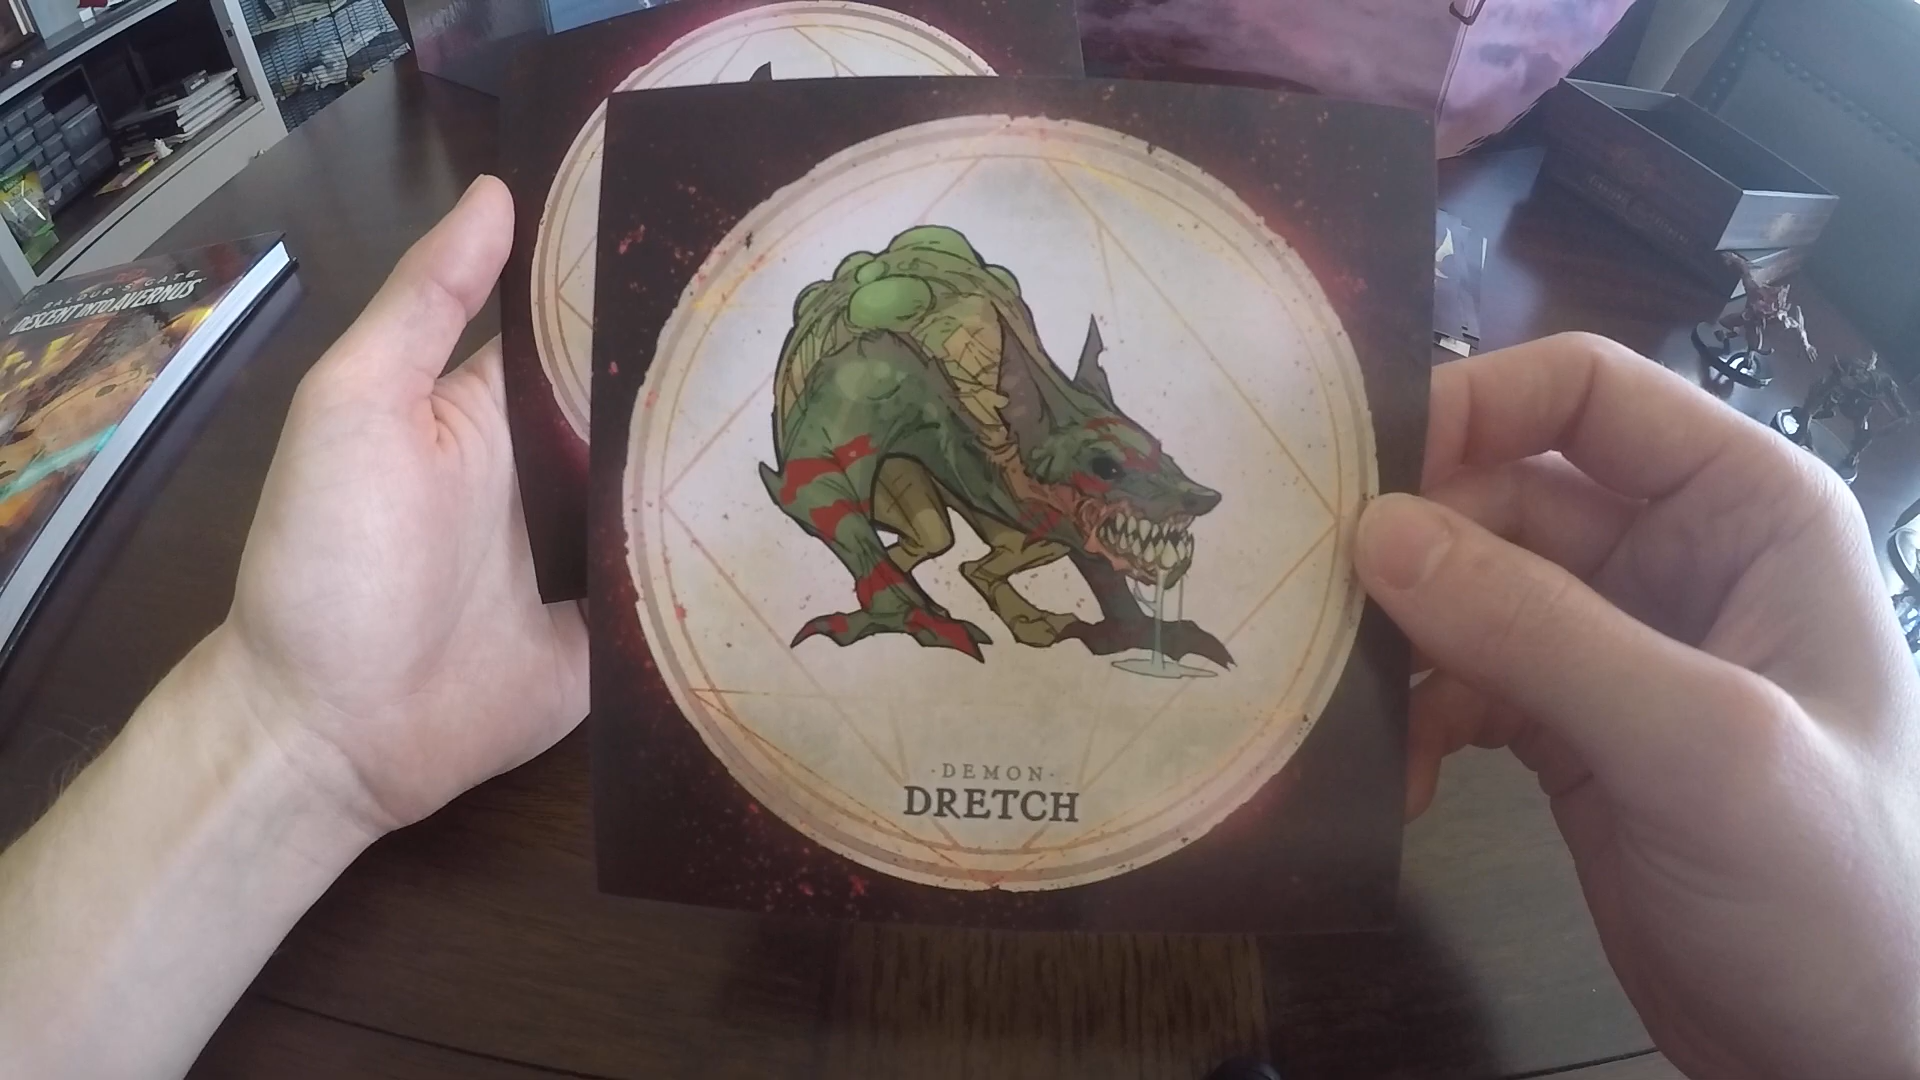 BALDUR'S GATE
DESCENT INTO AVERNUS
·DEMON·
DRETCH